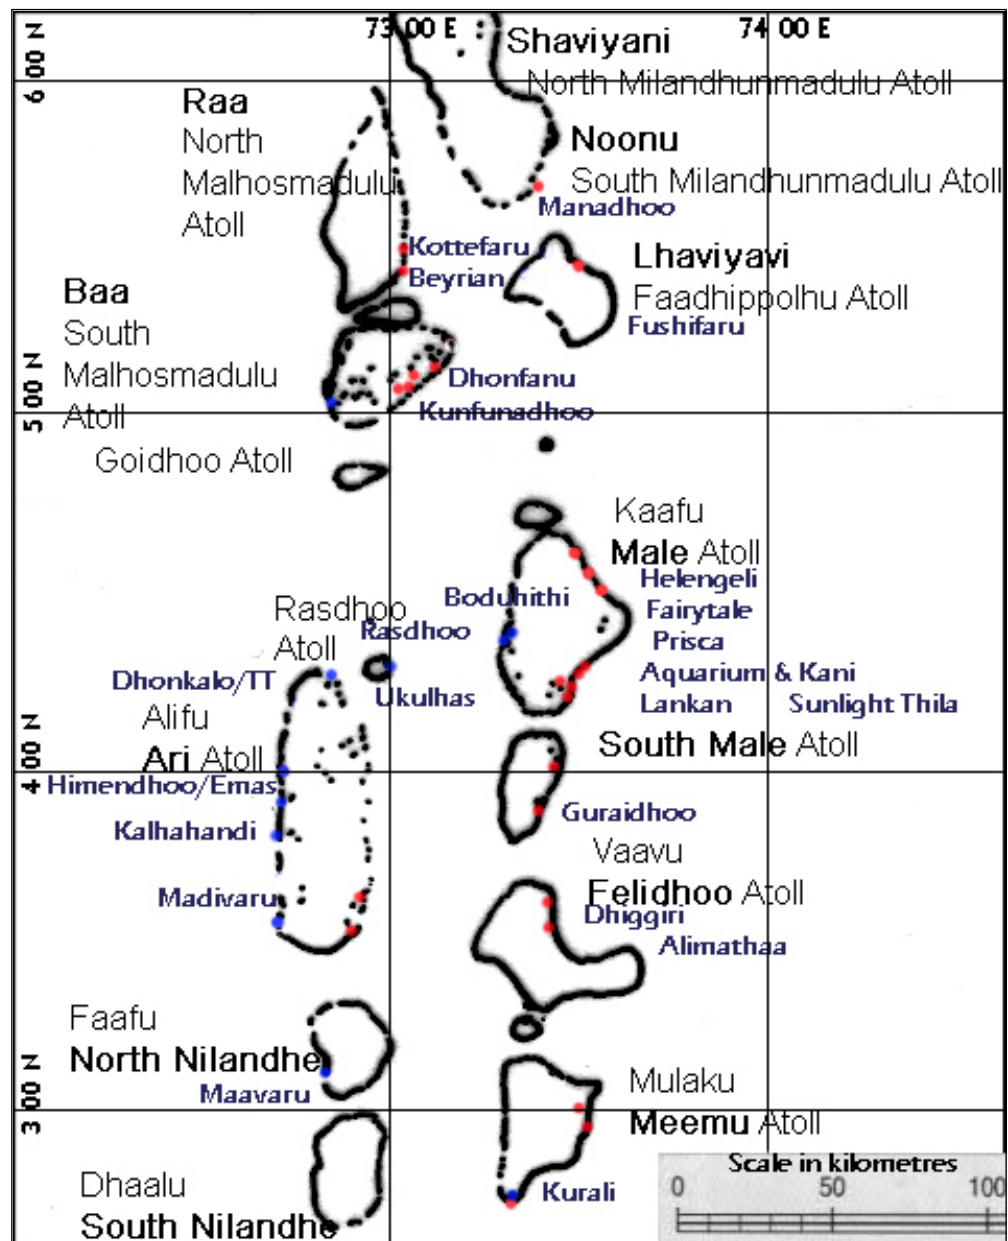 73 00 E
74 00 E
6 00 N
5 00 N
4 00 N
3 00 N
Shaviyani
North Milandhunmadulu Atoll
Raa
North
Malhosmadulu
Atoll
Noonu
South Milandhunmadulu Atoll
Manadhoo
Kottefaru
Beyrian
Lhaviyavi
Faadhippolhu Atoll
Fushifaru
Baa
South
Malhosmadulu
Atoll
Dhonfanu
Kunfunadhoo
Goidhoo Atoll
Kaafu
Male Atoll
Helengeli
Fairytale
Prisca
Aquarium & Kani
Lankan
Sunlight Thila
Boduhithi
Rasdhoo
Atoll
Rasdhoo
Ukulhas
Dhonkalo/TT
Alifu
Ari Atoll
Himendhoo/Emas
Kalhahandi
Madivaru
South Male Atoll
Guraidhoo
Vaavu
Felidhoo Atoll
Dhiggiri
Alimathaa
Faafu
North Nilandhe
Maavaru
Mulaku
Meemu Atoll
Kurali
Dhaalu
South Nilandhe
Scale in kilometres
0 50 100